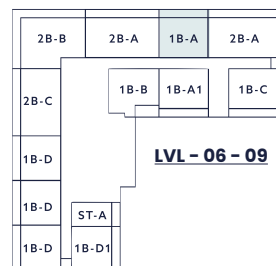 2B-B 2B-A 1B-A 2B-A
2B-C 1B-B 1B-A1 1B-C
1B-D
LVL - 06 - 09
1B-D
ST-A
1B-D 1B-D1